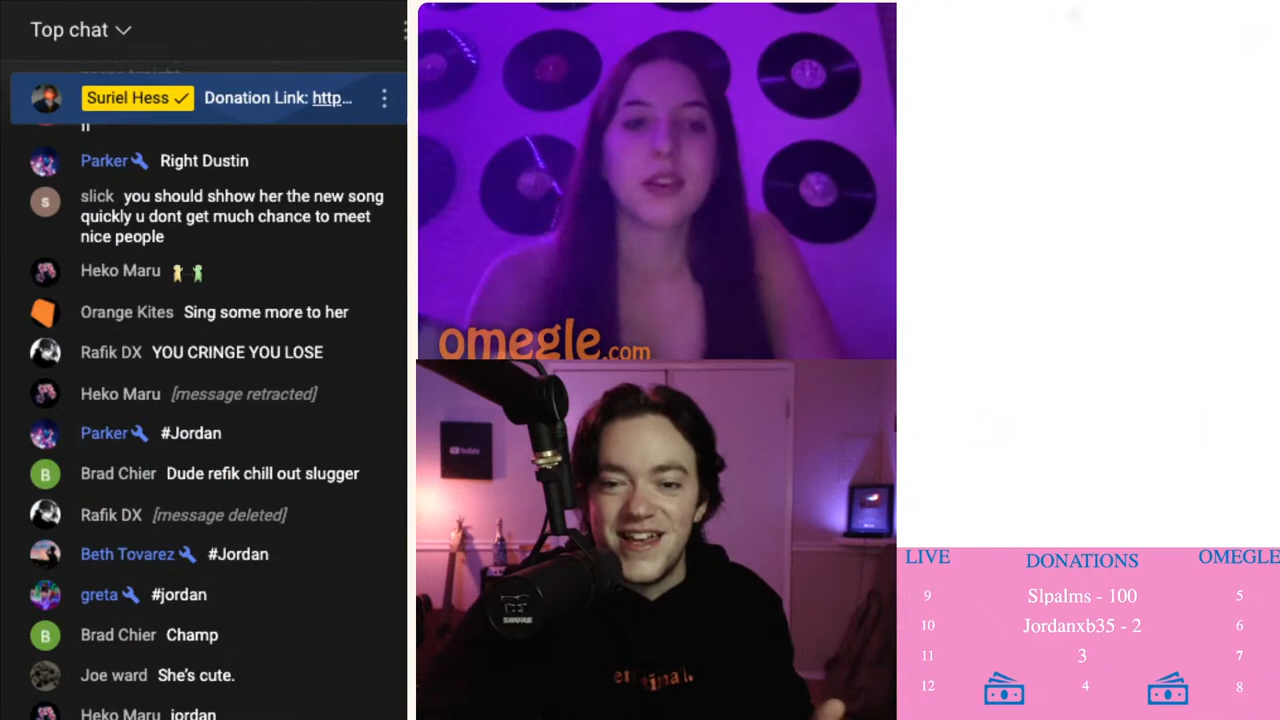 Top chat
Suriel Hess Donation Link: http...
Parker Right Dustin
slick you should shhow her the new song
quickly u dont get much chance to meet
nice people
Heko Maru
Orange Kites Sing some more to her
Rafik DX YOU CRINGE YOU LOSE
Heko Maru [message retracted]
Parker #Jordan
Brad Chier Dude refik chill out slugger
Rafik DX [message deleted]
Beth Tovarez #Jordan
greta #jordan
Brad Chier Champ
Joe ward She's cute.
Heko Maru jordan
omegle.com
YouTube
SHURE
LIVE DONATIONS OMEGLE
9 Slpalms - 100 5
10 Jordanxb35 - 2 6
11 3 7
12 4 8